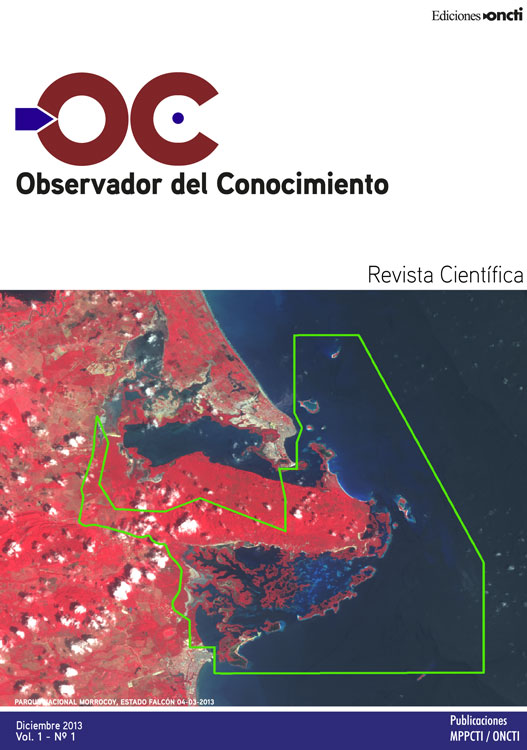 Ediciones oncti
OC
Observador del Conocimiento
Revista Científica
PARQUE NACIONAL MORROCOY, ESTADO FALCÓN 04-03-2013
Diciembre 2013
Vol. 1 - Nº 1
Publicaciones
MPPCTI / ONCTI